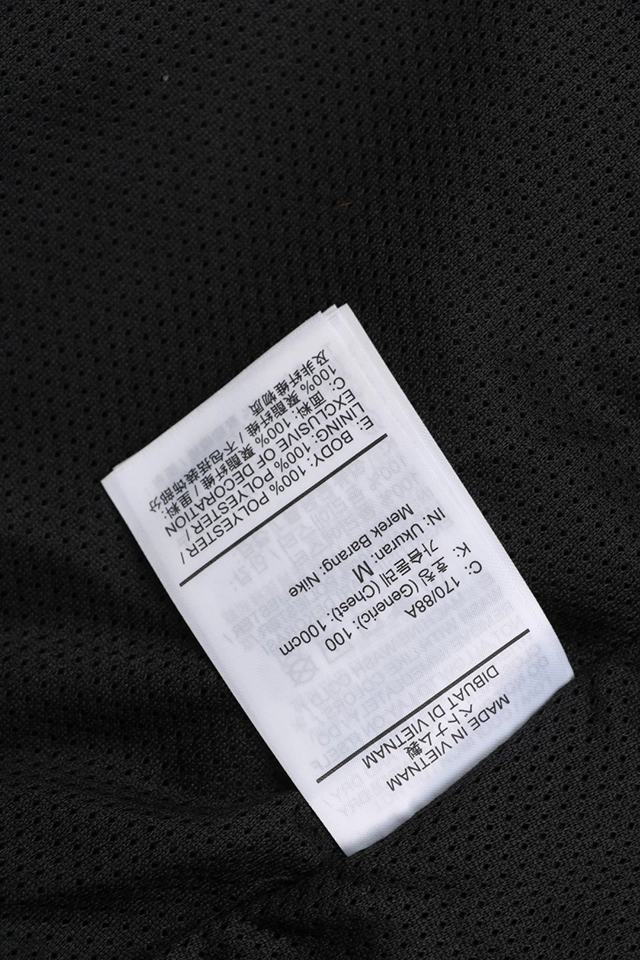 MADE IN VIETNAM
ベトナム製
DIBUAT DI VIETNAM
C: 170/88A
K: 호칭 (Generic): 100
가슴둘레 (Chest): 100cm
IN: Ukuran: M
Merek Barang: Nike
E: BODY: 100% POLYESTER /
LINING: 100% POLYESTER /
EXCLUSIVE OF DECORATION
C: 面料: 100% 聚酯纤维 / 里料:
100% 聚酯纤维 / 不包括装饰部分
及非纤维物质